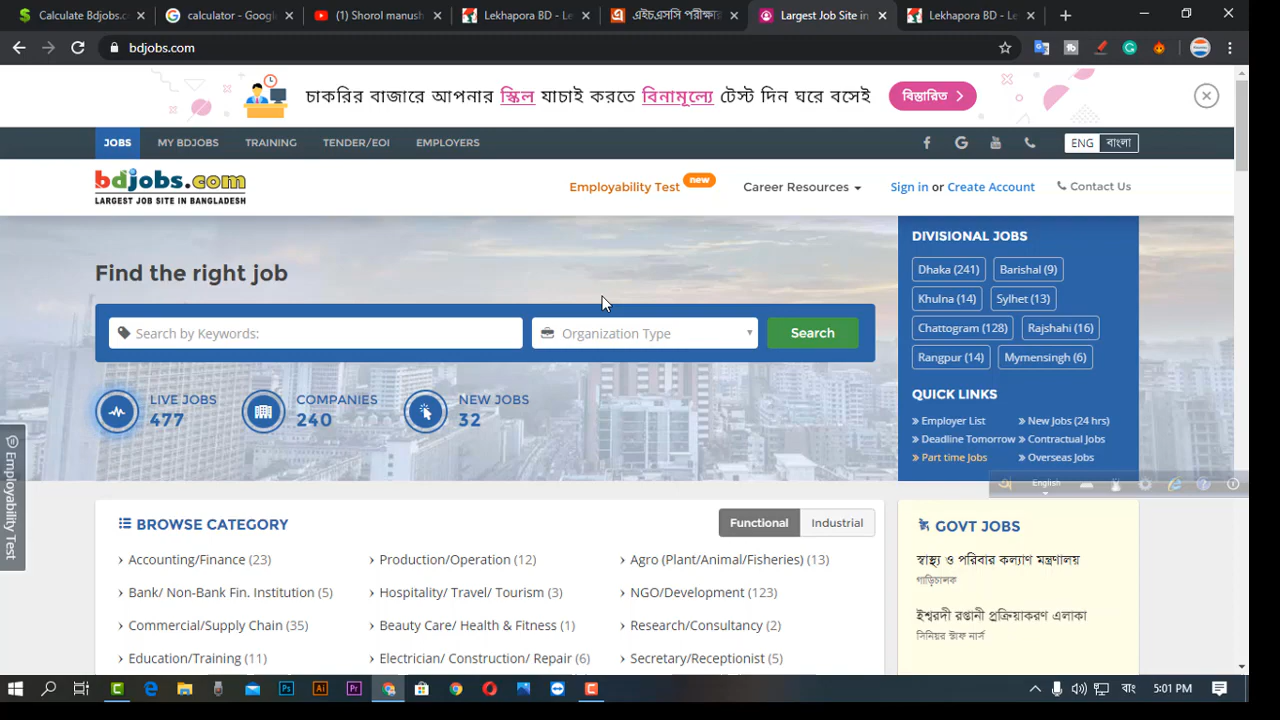 Calculate Bdjobs.c
calculator - Googl
(1) Shorol manush
Lekhapora BD - Le
এইচএসসি পরীক্ষার
Largest Job Site in
Lekhapora BD - Le
bdjobs.com
চাকরির বাজারে আপনার স্কিল যাচাই করতে বিনামূল্যে টেস্ট দিন ঘরে বসেই
বিস্তারিত
JOBS MY BDJOBS TRAINING TENDER/EOI EMPLOYERS
ENG বাংলা
bdjobs.com
LARGEST JOB SITE IN BANGLADESH
Employability Test new
Career Resources
Sign in or Create Account
Contact Us
Find the right job
Search by Keywords:
Organization Type
Search
LIVE JOBS
477
COMPANIES
240
NEW JOBS
32
DIVISIONAL JOBS
Dhaka (241) Barishal (9)
Khulna (14) Sylhet (13)
Chattogram (128) Rajshahi (16)
Rangpur (14) Mymensingh (6)
QUICK LINKS
Employer List New Jobs (24 hrs)
Deadline Tomorrow Contractual Jobs
Part time Jobs Overseas Jobs
অ English
Employability Test
BROWSE CATEGORY
Functional Industrial
Accounting/Finance (23) Production/Operation (12) Agro (Plant/Animal/Fisheries) (13)
Bank/ Non-Bank Fin. Institution (5) Hospitality/ Travel/ Tourism (3) NGO/Development (123)
Commercial/Supply Chain (35) Beauty Care/ Health & Fitness (1) Research/Consultancy (2)
Education/Training (11) Electrician/ Construction/ Repair (6) Secretary/Receptionist (5)
GOVT JOBS
স্বাস্থ্য ও পরিবার কল্যাণ মন্ত্রণালয়
গাড়িচালক
ঈশ্বরদী রপ্তানী প্রক্রিয়াকরণ এলাকা
সিনিয়র স্টাফ নার্স
বাং 5:01 PM